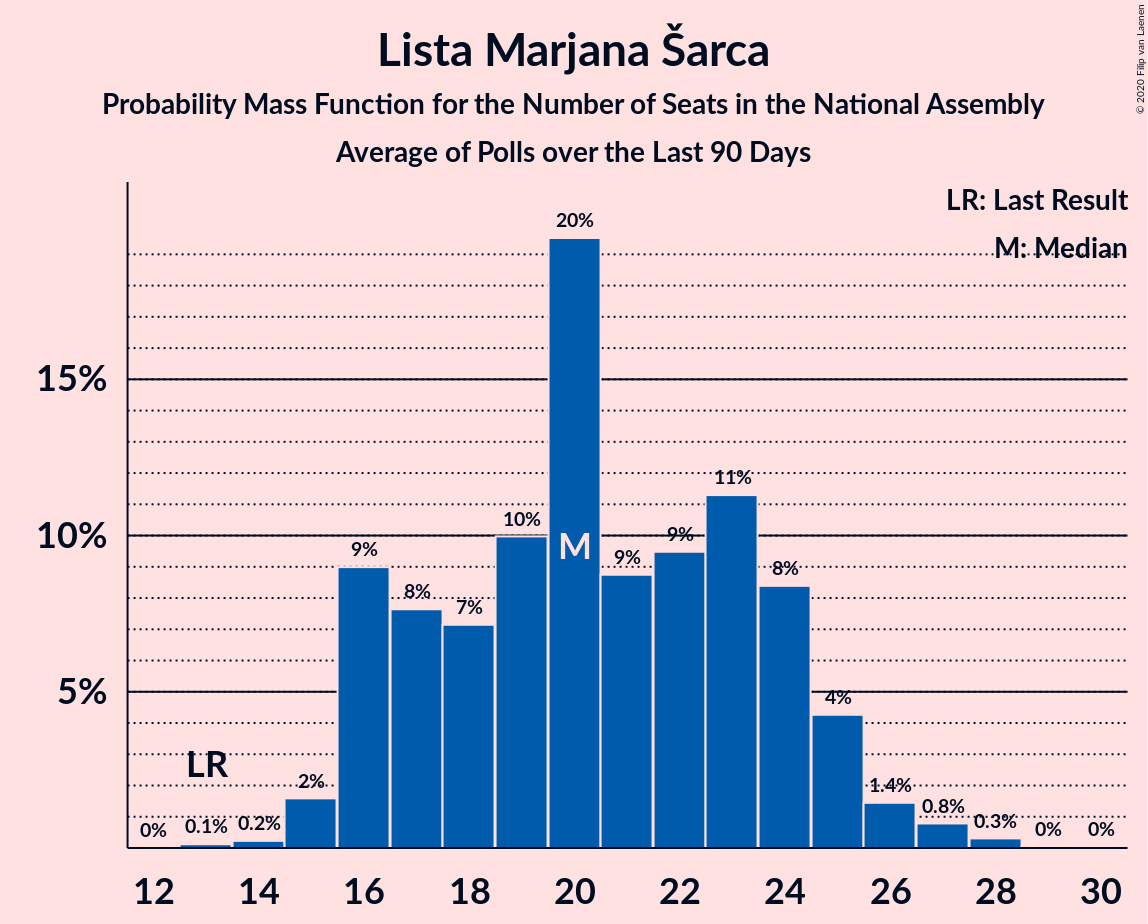 Lista Marjana Šarca
Probability Mass Function for the Number of Seats in the National Assembly
Average of Polls over the Last 90 Days
© 2020 Filip van Laenen
LR: Last Result
M: Median
15%
10%
5%
0%
0.1%
0.2%
2%
9%
8%
7%
10%
20%
9%
9%
11%
8%
4%
1.4%
0.8%
0.3%
0%
0%
LR
M
12 14 16 18 20 22 24 26 28 30